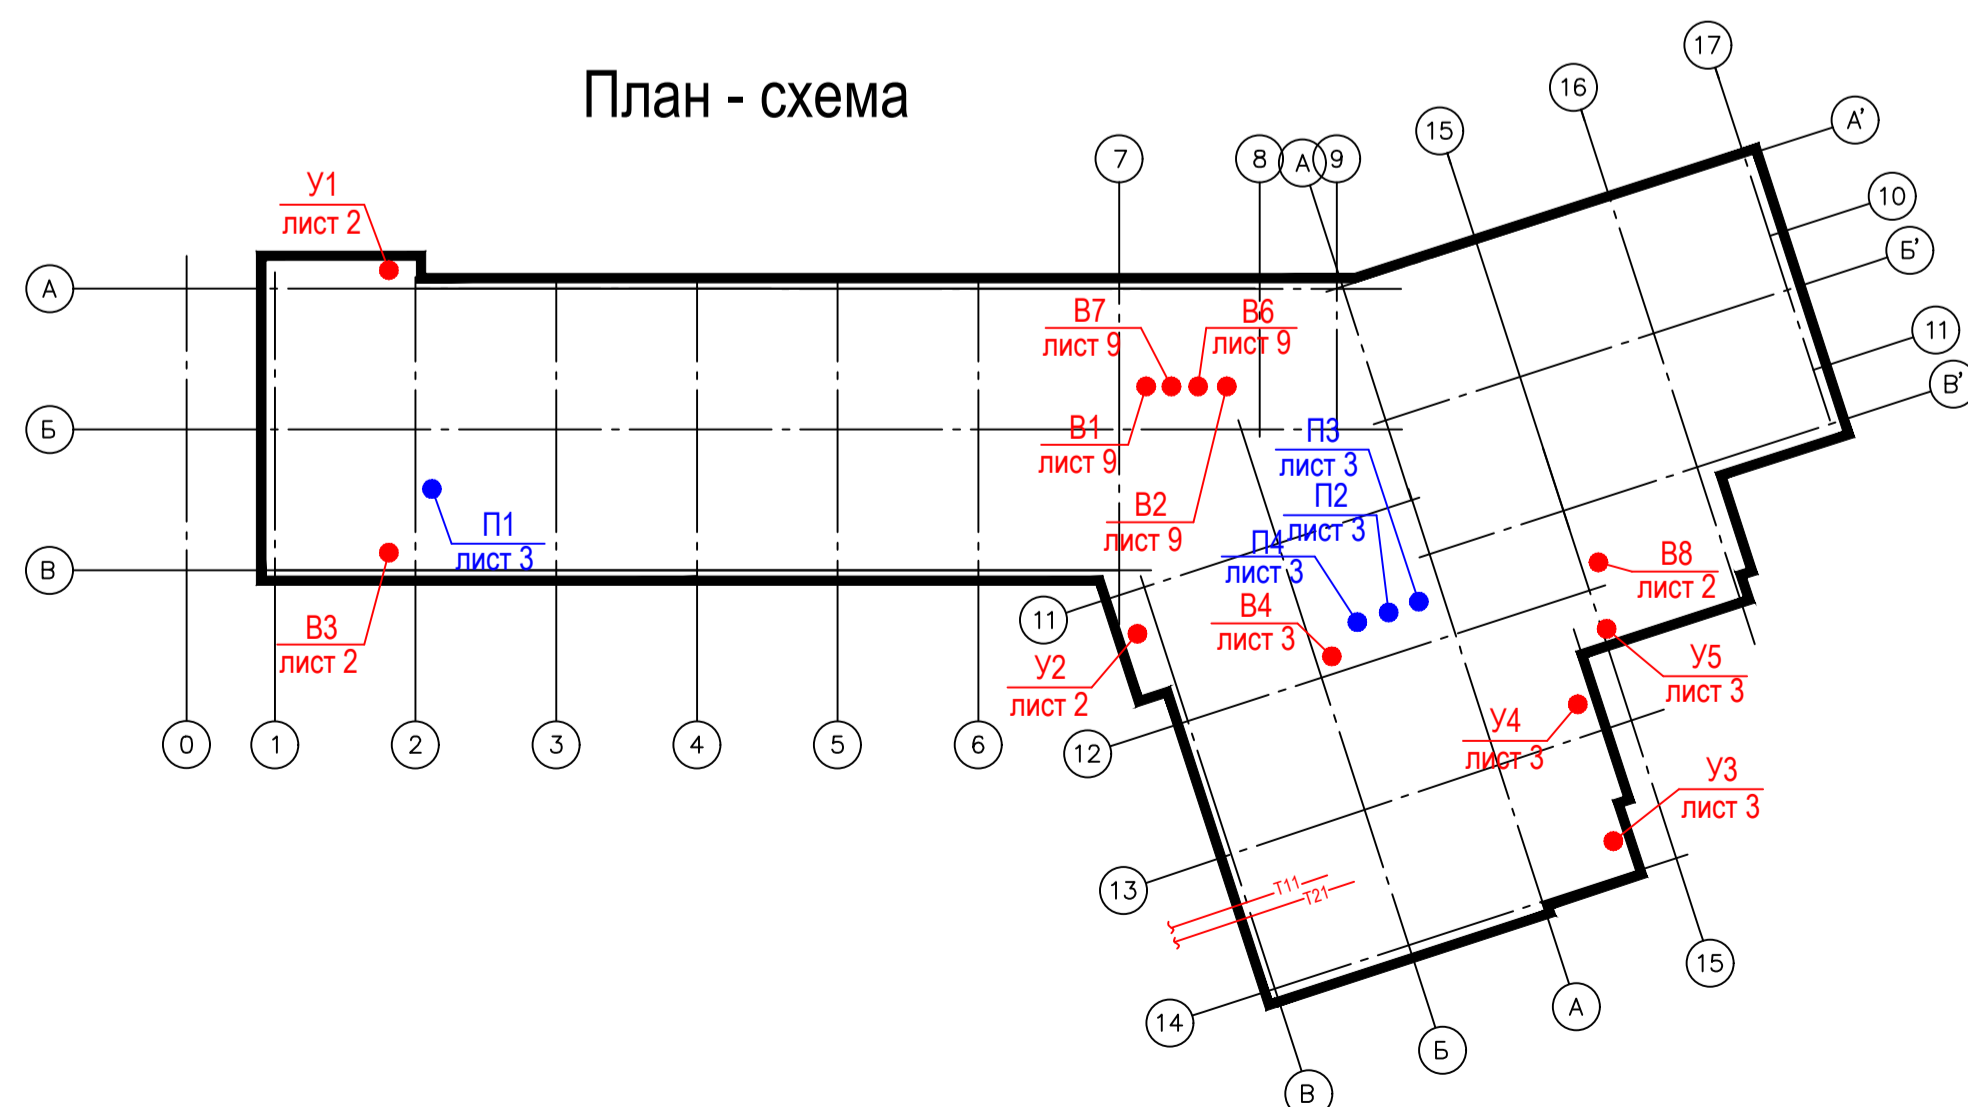 План - схема
17
16
А'
15
7
8
А
9
10
У1
лист 2
Б'
А
В7
лист 9
В6
лист 9
11
В'
Б
В1
лист 9
П3
лист 3
П1
лист 3
В2
лист 9
П2
лист 3
П4
лист 3
В
В8
лист 2
В4
лист 3
11
В3
лист 2
У2
лист 2
У5
лист 3
У4
лист 3
0
1
2
3
4
5
6
12
У3
лист 3
13
Т11
Т21
15
14
А
Б
В